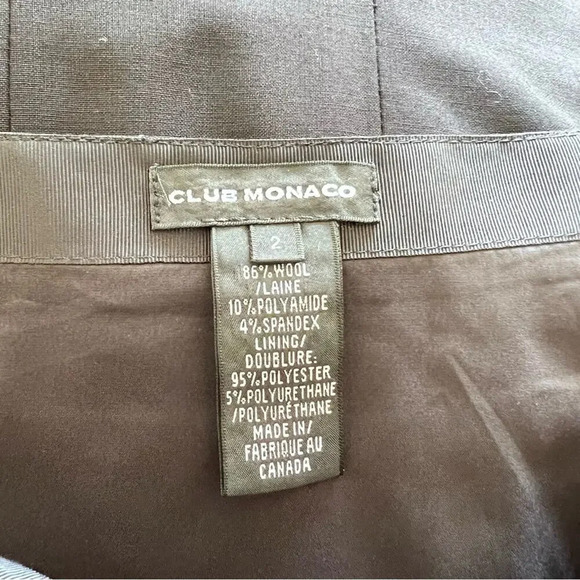 CLUB MONACO
2
86% WOOL
/LAINE
10% POLYAMIDE
4% SPANDEX
LINING/
DOUBLURE:
95% POLYESTER
5% POLYURETHANE
/POLYURÉTHANE
MADE IN/
FABRIQUE AU
CANADA